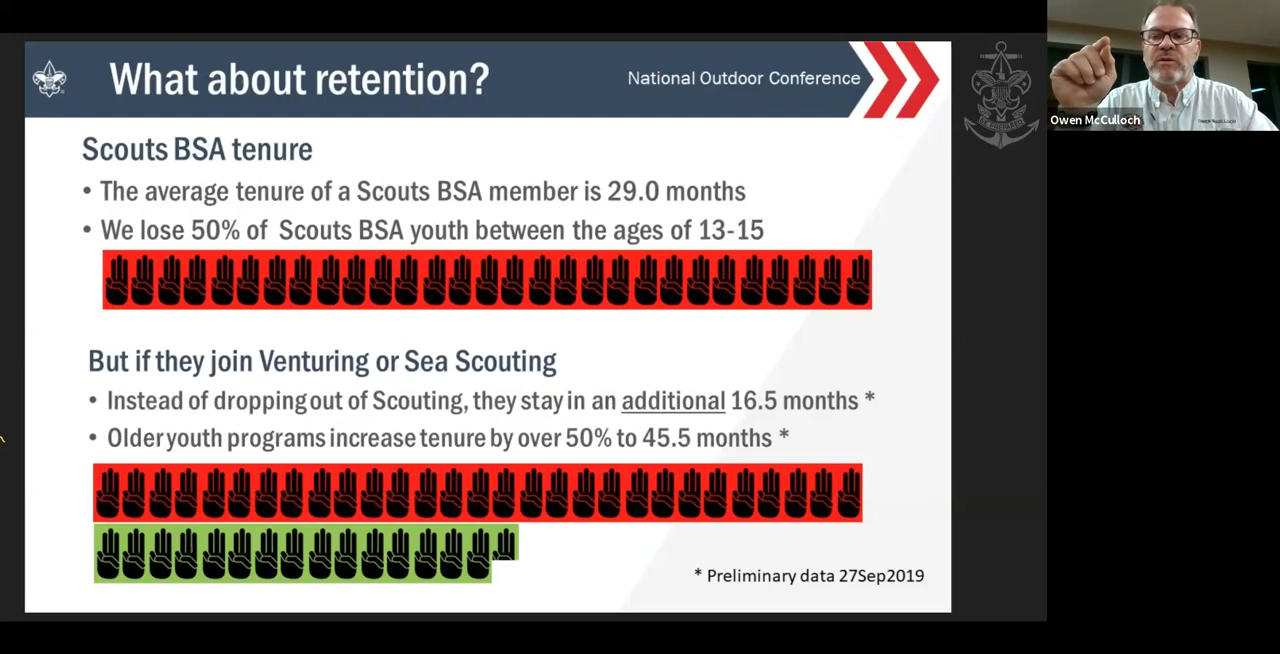 What about retention?
National Outdoor Conference
Scouts BSA tenure
• The average tenure of a Scouts BSA member is 29.0 months
• We lose 50% of Scouts BSA youth between the ages of 13-15
But if they join Venturing or Sea Scouting
• Instead of dropping out of Scouting, they stay in an additional 16.5 months *
• Older youth programs increase tenure by over 50% to 45.5 months *
* Preliminary data 27Sep2019
Owen McCulloch